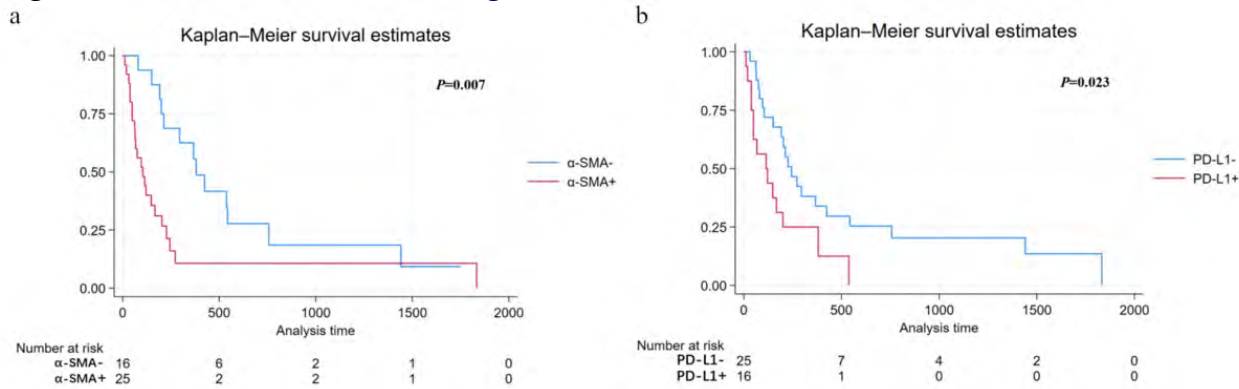 a
Kaplan–Meier survival estimates
1.00
P=0.007
0.75
0.50
0.25
0.00
α-SMA-
α-SMA+
0 500 1000 1500 2000
Analysis time
Number at risk
α-SMA- 16 6 2 1 0
α-SMA+ 25 2 2 1 0
b
Kaplan–Meier survival estimates
1.00
P=0.023
0.75
0.50
0.25
0.00
PD-L1-
PD-L1+
0 500 1000 1500 2000
Analysis time
Number at risk
PD-L1- 25 7 4 2 0
PD-L1+ 16 1 0 0 0